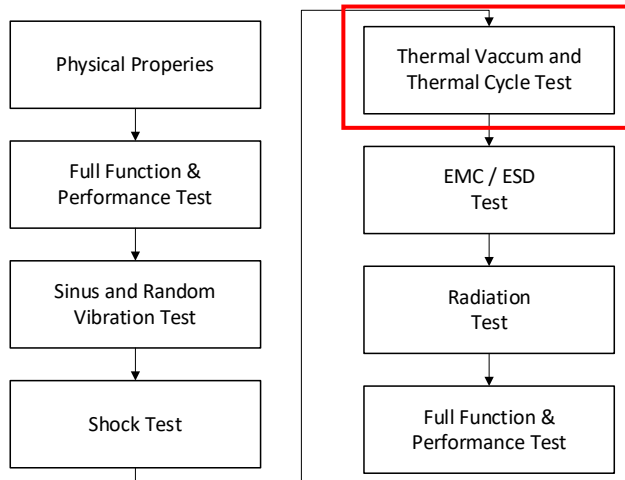 Physical Properies
Full Function &
Performance Test
Sinus and Random
Vibration Test
Shock Test
Thermal Vaccum and
Thermal Cycle Test
EMC / ESD
Test
Radiation
Test
Full Function &
Performance Test